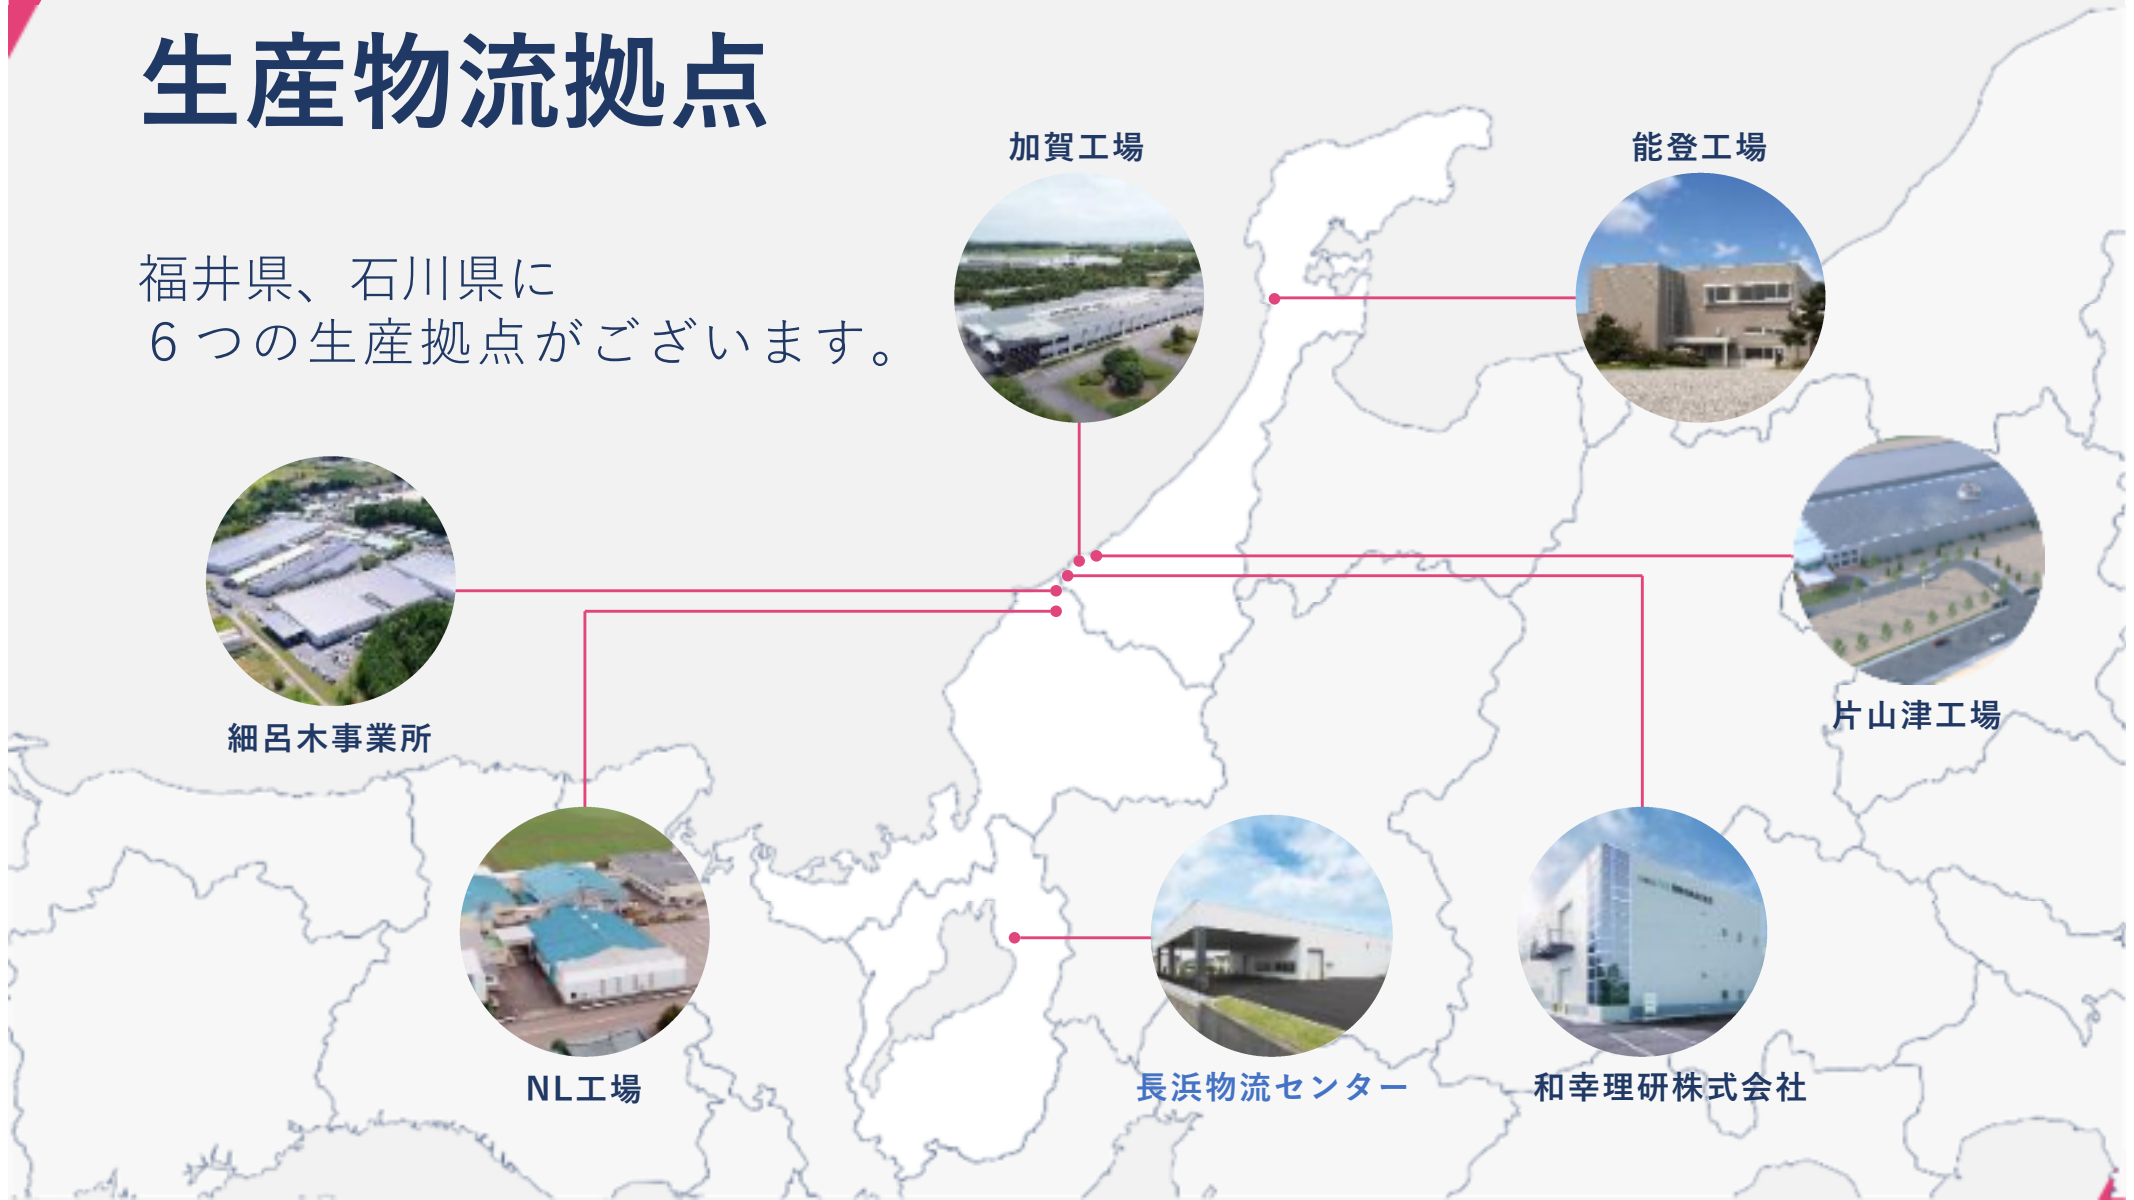 生産物流拠点
福井県、石川県に
６つの生産拠点がございます。
加賀工場
能登工場
細呂木事業所
片山津工場
NL工場
長浜物流センター
和幸理研株式会社